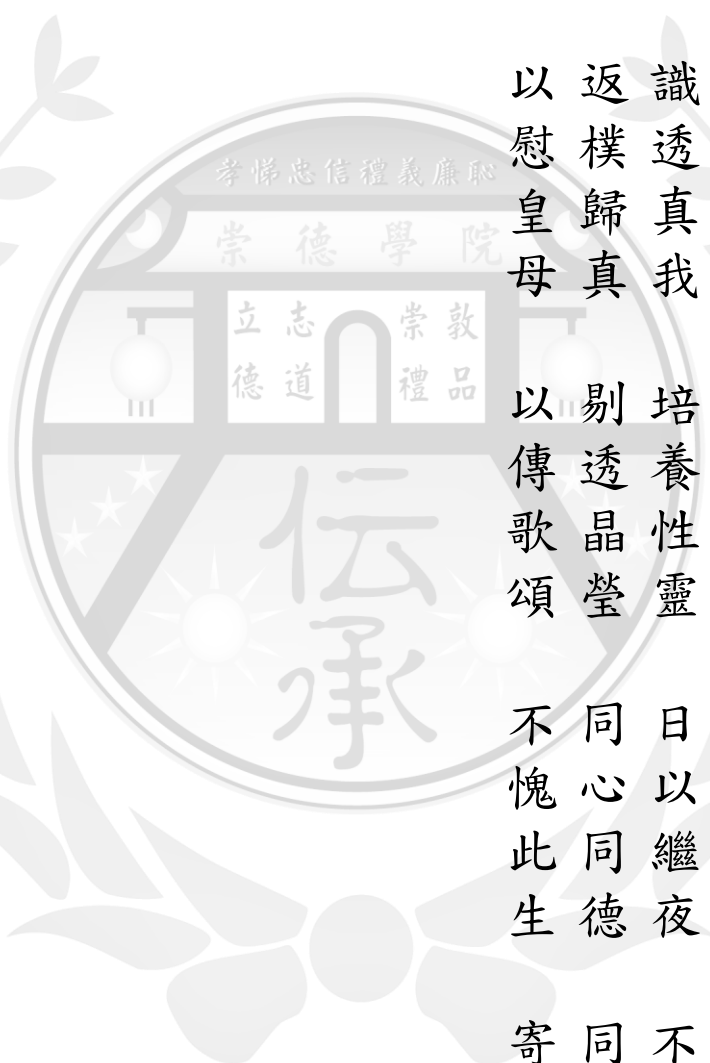 識透真我 培養性靈 日以繼夜 不
返樸歸真 剔透晶瑩 同心同德 同
以慰皇母 以傳歌頌 不愧此生 寄
孝悌忠信禮義廉恥
崇德學院
敦品
崇禮
志道
立德
伝承